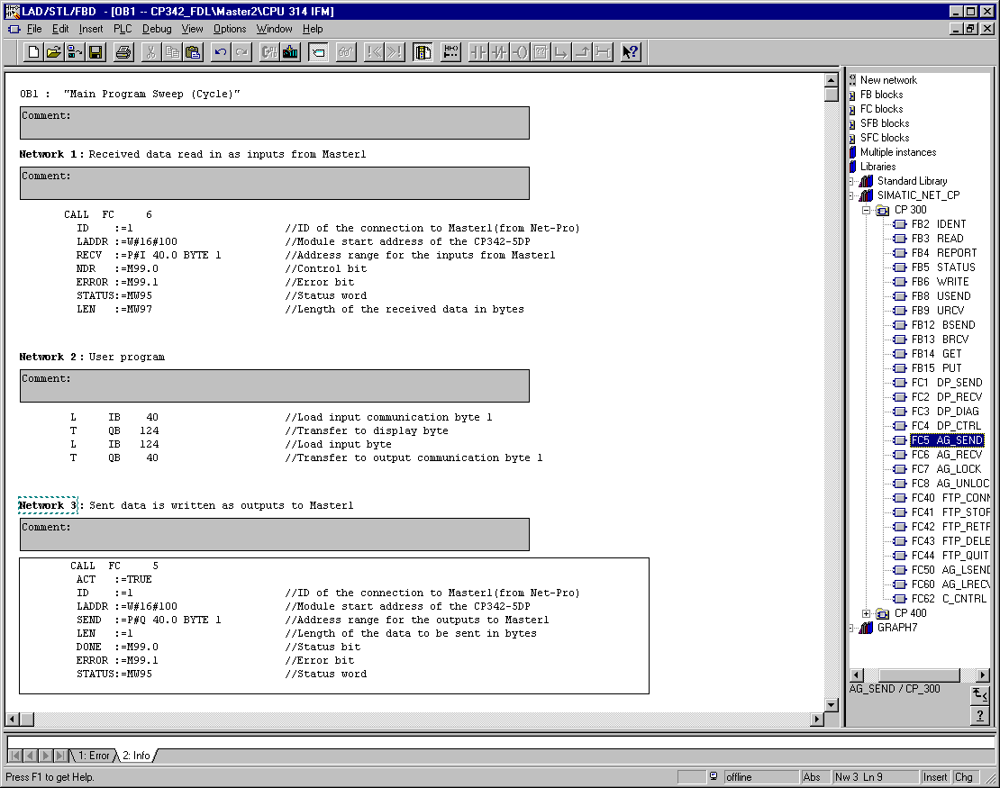 LAD/STL/FBD - [OB1 -- CP342_FDL\Master2\CPU 314 IFM]
File Edit Insert PLC Debug View Options Window Help
OB1 : "Main Program Sweep (Cycle)"
Comment:
Network 1: Received data read in as inputs from Master1
Comment:
CALL FC 6
ID :=1 //ID of the connection to Master1(from Net-Pro)
LADDR :=W#16#100 //Module start address of the CP342-5DP
RECV :=P#I 40.0 BYTE 1 //Address range for the inputs from Master1
NDR :=M99.0 //Control bit
ERROR :=M99.1 //Error bit
STATUS:=MW95 //Status word
LEN :=MW97 //Length of the received data in bytes
Network 2: User program
Comment:
L IB 40 //Load input communication byte 1
T QB 124 //Transfer to display byte
L IB 124 //Load input byte
T QB 40 //Transfer to output communication byte 1
Network 3: Sent data is written as outputs to Master1
Comment:
CALL FC 5
ACT :=TRUE
ID :=1 //ID of the connection to Master1(from Net-Pro)
LADDR :=W#16#100 //Module start address of the CP342-5DP
SEND :=P#Q 40.0 BYTE 1 //Address range for the outputs to Master1
LEN :=1 //Length of the data to be sent in bytes
DONE :=M99.0 //Status bit
ERROR :=M99.1 //Error bit
STATUS:=MW95 //Status word
New network
FB blocks
FC blocks
SFB blocks
SFC blocks
Multiple instances
Libraries
Standard Library
SIMATIC_NET_CP
CP 300
FB2 IDENT
FB3 READ
FB4 REPORT
FB5 STATUS
FB6 WRITE
FB8 USEND
FB9 URCV
FB12 BSEND
FB13 BRCV
FB14 GET
FB15 PUT
FC1 DP_SEND
FC2 DP_RECV
FC3 DP_DIAG
FC4 DP_CTRL
FC5 AG_SEND
FC6 AG_RECV
FC7 AG_LOCK
FC8 AG_UNLOC
FC40 FTP_CONN
FC41 FTP_STOF
FC42 FTP_RETF
FC43 FTP_DELE
FC44 FTP_QUIT
FC50 AG_LSEND
FC60 AG_LRECV
FC62 C_CNTRL
CP 400
GRAPH7
AG_SEND / CP_300
1: Error 2: Info
Press F1 to get Help. offline Abs Nw 3 Ln 9 Insert Chg